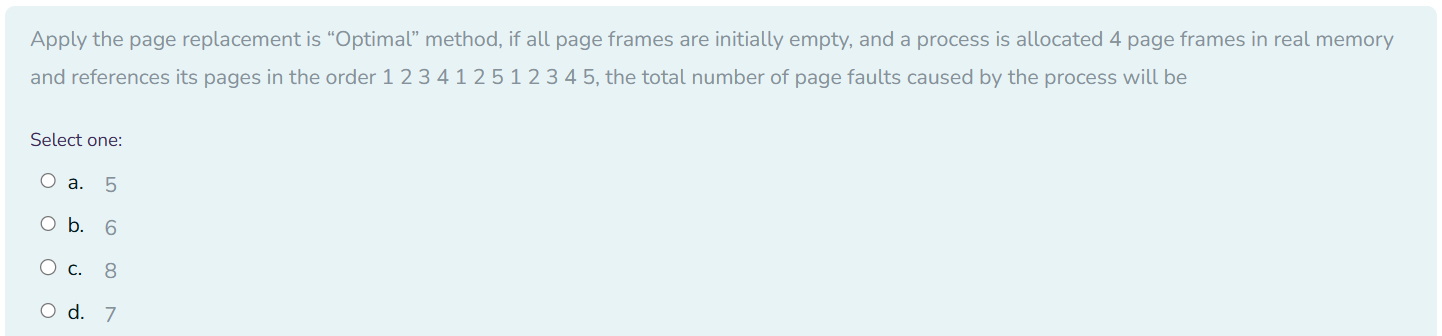 Apply the page replacement is “Optimal” method, if all page frames are initially empty, and a process is allocated 4 page frames in real memory
and references its pages in the order 1 2 3 4 1 2 5 1 2 3 4 5, the total number of page faults caused by the process will be
Select one:
a. 5
b. 6
c. 8
d. 7